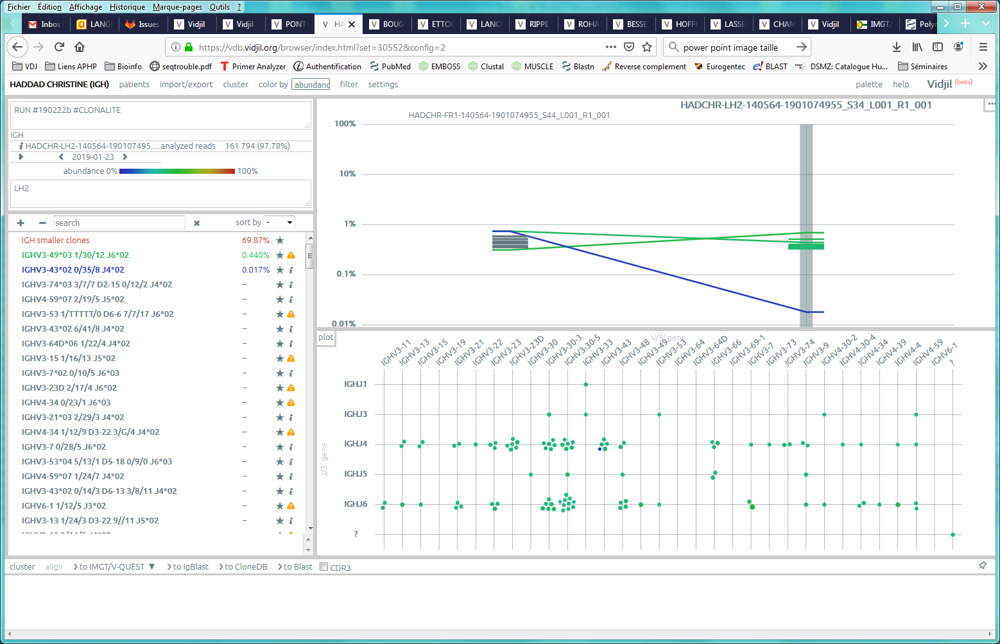 Fichier Édition Affichage Historique Marque-pages Outils ?
Inbox LANG Issues Vidjil Vidjil PONT HA BOUG ETTOR LANC RIPPE ROHA BESSE HOFF LASSE CHAN Vidjil IMGT/ Polyr
https://vdb.vidjil.org/browser/index.html?set=30552&config=2 power point image taille
VDJ Liens APHP Bioinfo seqtrouble.pdf Primer Analyzer Authentification PubMed EMBOSS Clustal MUSCLE Blastn Reverse complement Eurogentec BLAST DSMZ: Catalogue Hu... Séminaires
HADDAD CHRISTINE (IGH) patients import/export cluster color by abundanc filter settings palette help Vidjil (beta)
RUN #190222b #CLONALITE
IGH
HADCHR-LH2-140564-190107495... analyzed reads 161 794 (97.78%)
2019-01-23
abundance 0% 100%
LH2
search sort by -
IGH smaller clones 69.87%
IGHV3-49*03 1/30/12 J6*02 0.440%
IGHV3-43*02 0/35/8 J4*02 0.017%
IGHV3-74*03 3/7/7 D2-15 0/12/2 J4*02 –
IGHV4-59*07 2/19/5 J5*02 –
IGHV3-53 1/TTTTT/0 D6-6 7/7/17 J6*02 –
IGHV3-43*02 6/41/8 J4*02 –
IGHV3-64D*06 1/22/4 J4*02 –
IGHV3-15 1/16/13 J5*02 –
IGHV3-7*02 0/10/5 J6*03 –
IGHV3-23D 2/17/4 J6*02 –
IGHV4-34 0/23/1 J6*03 –
IGHV3-21*03 2/29/3 J4*02 –
IGHV4-34 1/12/9 D3-22 3/G/4 J4*02 –
IGHV3-7 0/28/5 J6*02 –
IGHV3-53*04 5/13/1 D5-18 0/9/0 J6*03 –
IGHV4-59*07 1/24/7 J4*02 –
IGHV3-43*02 0/14/3 D6-13 3/8/11 J4*02 –
IGHV6-1 1/12/5 J3*02 –
IGHV3-13 1/24/3 D3-22 9//11 J5*02 –
HADCHR-FR1-140564-1901074955_S44_L001_R1_001
HADCHR-LH2-140564-1901074955_S34_L001_R1_001
100%
10%
1%
0.1%
0.01%
plot
V/5' gene
IGHV3-11 IGHV3-13 IGHV3-15 IGHV3-19 IGHV3-21 IGHV3-22 IGHV3-23 IGHV3-23D IGHV3-30 IGHV3-30-3 IGHV3-30-5 IGHV3-33 IGHV3-43 IGHV3-48 IGHV3-49 IGHV3-53 IGHV3-64 IGHV3-64D IGHV3-66 IGHV3-69-1 IGHV3-7 IGHV3-73 IGHV3-74 IGHV3-9 IGHV4-30-2 IGHV4-30-4 IGHV4-34 IGHV4-39 IGHV4-4 IGHV4-59 IGHV6-1 ?
J/3' gene
IGHJ1
IGHJ3
IGHJ4
IGHJ5
IGHJ6
?
cluster align to IMGT/V-QUEST ▼ to IgBlast to CloneDB to Blast CDR3